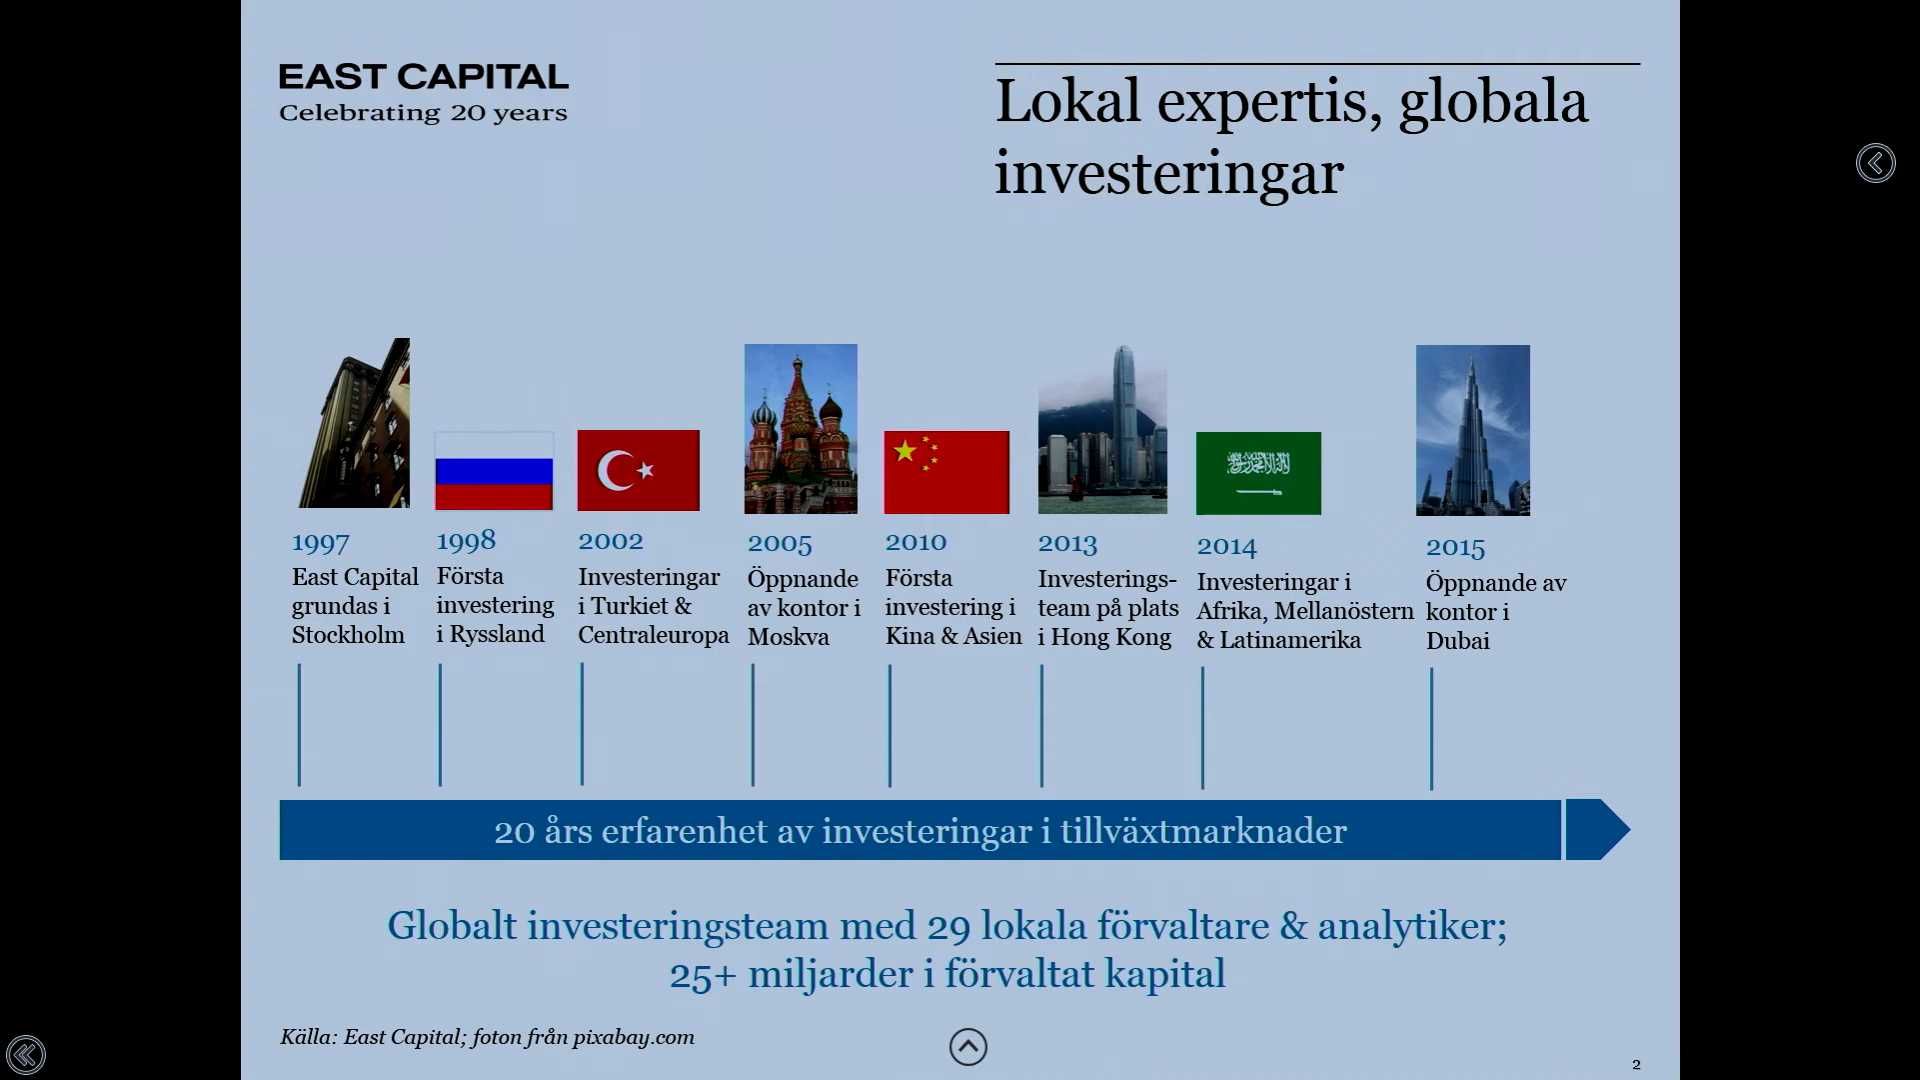 EAST CAPITAL
Celebrating 20 years
Lokal expertis, globala
investeringar
1997
East Capital
grundas i
Stockholm
1998
Första
investering
i Ryssland
2002
Investeringar
i Turkiet &
Centraleuropa
2005
Öppnande
av kontor i
Moskva
2010
Första
investering i
Kina & Asien
2013
Investerings-
team på plats
i Hong Kong
2014
Investeringar i
Afrika, Mellanöstern
& Latinamerika
2015
Öppnande av
kontor i
Dubai
20 års erfarenhet av investeringar i tillväxtmarknader
Globalt investeringsteam med 29 lokala förvaltare & analytiker;
25+ miljarder i förvaltat kapital
Källa: East Capital; foton från pixabay.com
2